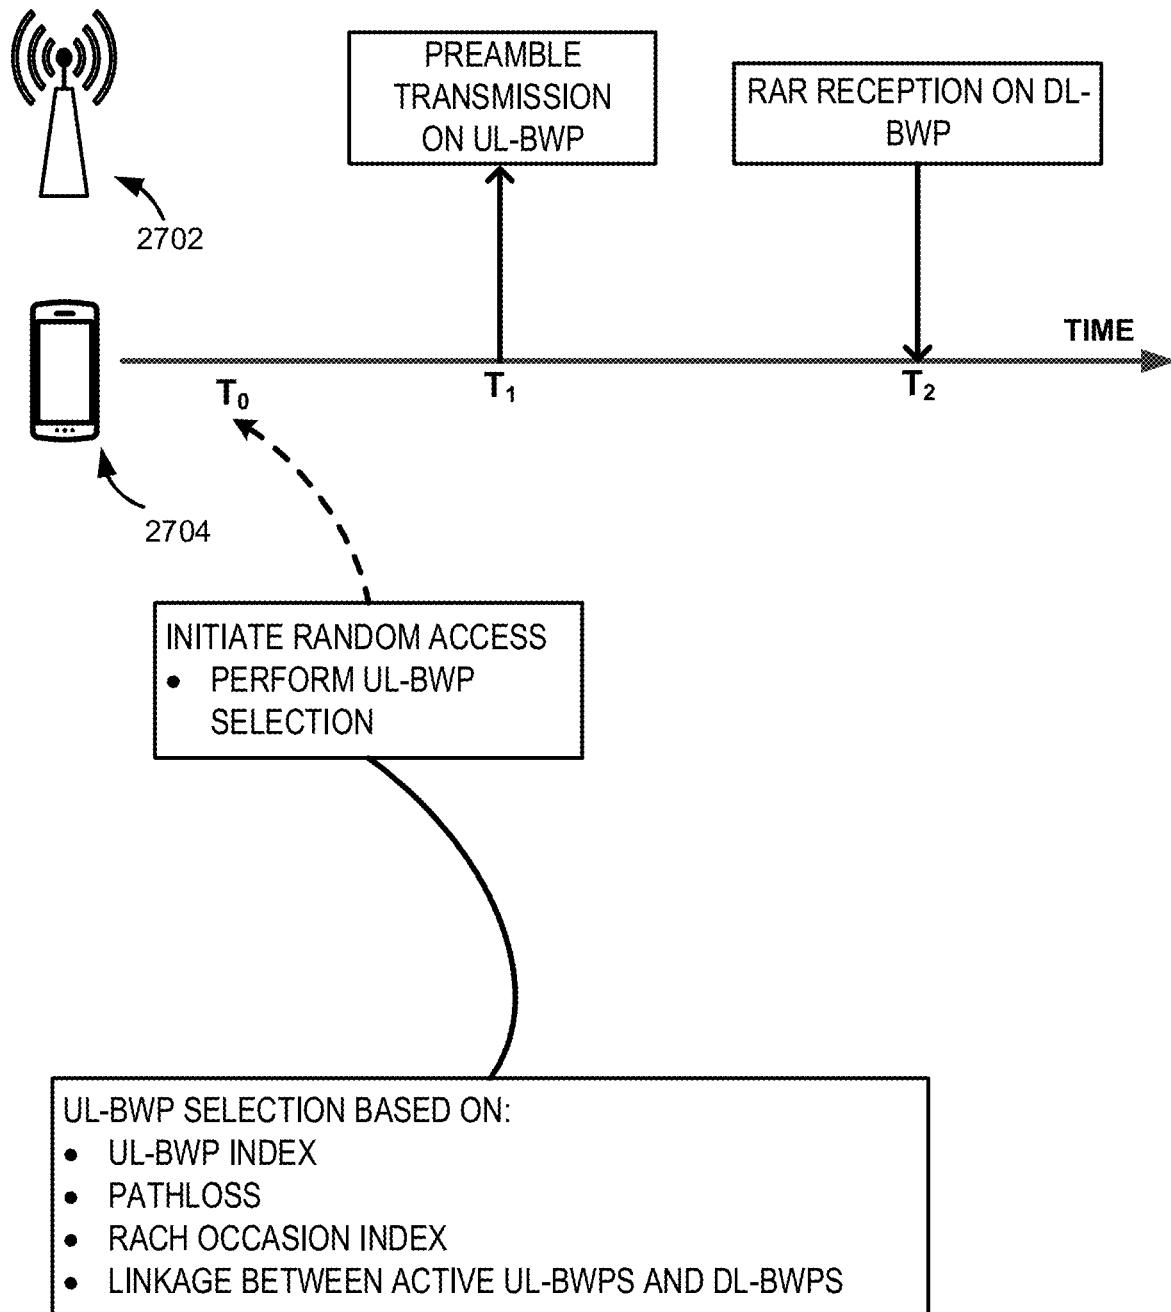 PREAMBLE
TRANSMISSION
ON UL-BWP
RAR RECEPTION ON DL-
BWP
2702
TIME
T₀
T₁
T₂
2704
INITIATE RANDOM ACCESS
• PERFORM UL-BWP
SELECTION
UL-BWP SELECTION BASED ON:
• UL-BWP INDEX
• PATHLOSS
• RACH OCCASION INDEX
• LINKAGE BETWEEN ACTIVE UL-BWPS AND DL-BWPS